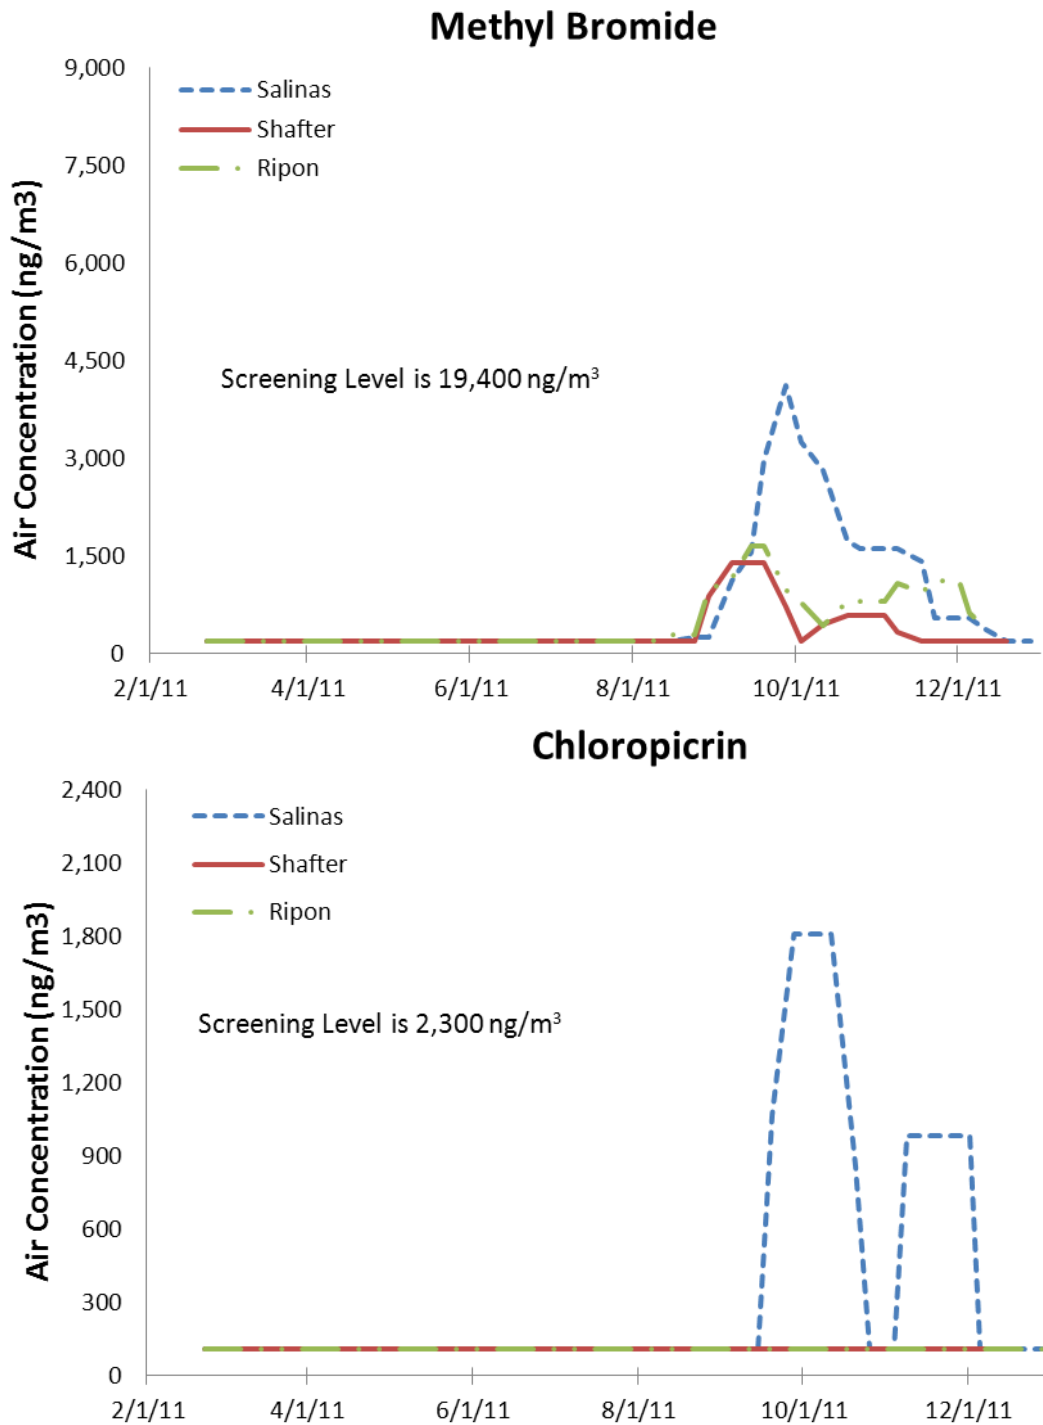 Methyl Bromide
9,000
Salinas
Shafter
7,500
Ripon
6,000
Air Concentration (ng/m3)
4,500
Screening Level is 19,400 ng/m³
3,000
1,500
0
2/1/11 4/1/11 6/1/11 8/1/11 10/1/11 12/1/11
Chloropicrin
2,400
Salinas
2,100
Shafter
Ripon
1,800
Air Concentration (ng/m3)
1,500
Screening Level is 2,300 ng/m³
1,200
900
600
300
0
2/1/11 4/1/11 6/1/11 8/1/11 10/1/11 12/1/11